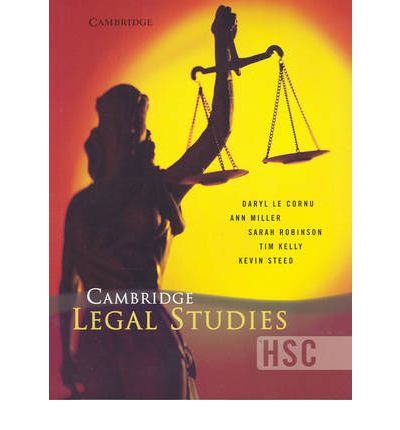 CAMBRIDGE
DARYL LE CORNU
ANN MILLER
SARAH ROBINSON
TIM KELLY
KEVIN STEED
CAMBRIDGE
LEGAL STUDIES
HSC